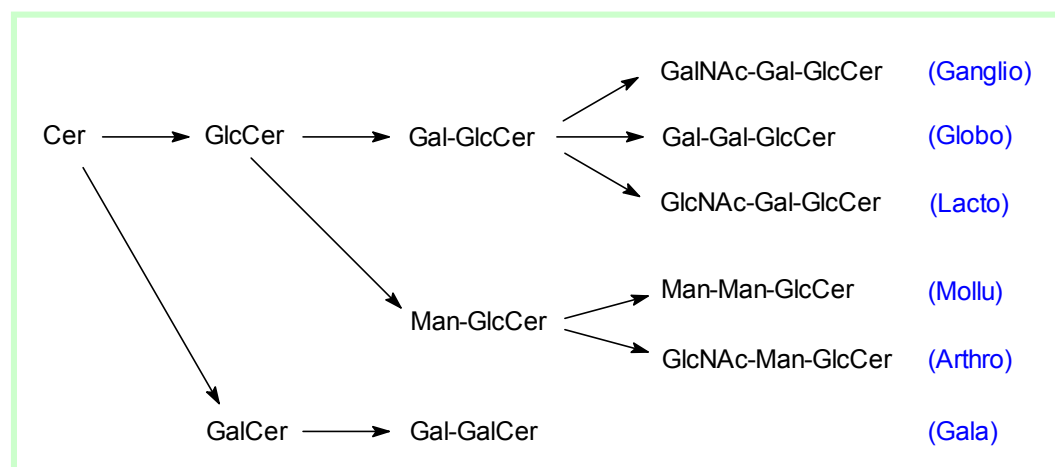 GalNAc-Gal-GlcCer (Ganglio)
Cer GlcCer Gal-GlcCer Gal-Gal-GlcCer (Globo)
GlcNAc-Gal-GlcCer (Lacto)
Man-Man-GlcCer (Mollu)
Man-GlcCer
GlcNAc-Man-GlcCer (Arthro)
GalCer Gal-GalCer (Gala)